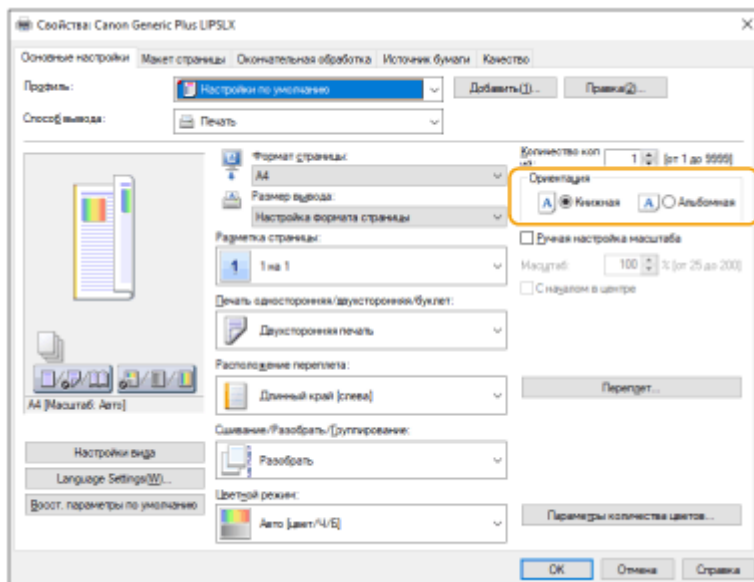 Свойства: Canon Generic Plus LIPSLX
Основные настройки Макет страницы Окончательная обработка Источник бумаги Качество
Профиль: Настройки по умолчанию Добавить(1)... Правка(2)...
Способ вывода: Печать
Формат страницы:
A4
Количество копий: 1 [от 1 до 9999]
Размер вывода:
Настройка формата страницы
Ориентация
A Книжная A Альбомная
Разметка страницы:
1 1 на 1
Ручная настройка масштаба
Масштаб: 100 % [от 25 до 200]
С началом в центре
Печать односторонняя/двухсторонняя/буклет:
Двухсторонняя печать
Расположение переплета:
Длинный край [слева]
Переплет...
A4 [Масштаб: Авто]
Сшивание/Разобрать/Группирование:
Разобрать
Настройки вида
Language Settings(W)...
Восст. параметры по умолчанию
Цветной режим:
Авто [цвет/Ч/Б]
Параметры количества цветов...
OK Отмена Справка